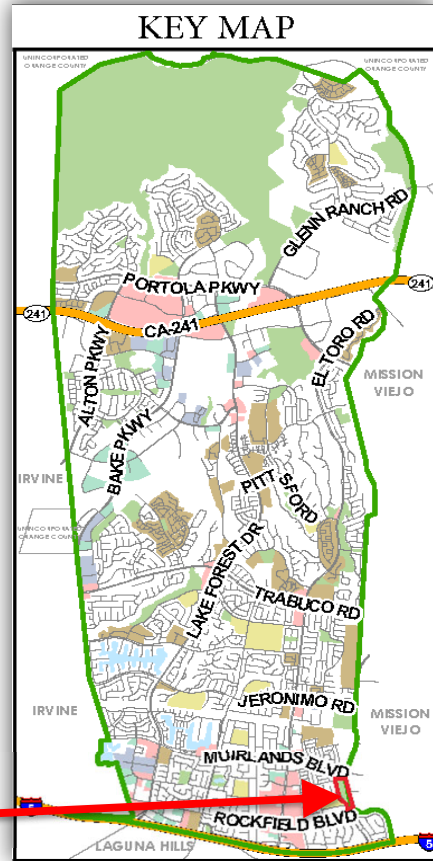 KEY MAP
UNINCORPORATED
ORANGE COUNTY
UNINCORPORATED
ORANGE COUNTY
GLENN RANCH RD
PORTOLA PKWY
241
241
CA-241
ALTON PKWY
EL TORO RD
MISSION
VIEJO
BAKE PKWY
IRVINE
PITTSFORD
UNINCORPORATED
ORANGE COUNTY
LAKE FOREST DR
TRABUCO RD
JERONIMO RD
IRVINE
MISSION
VIEJO
MUIRLANDS BLVD
ROCKFIELD BLVD
5
5
LAGUNA HILLS